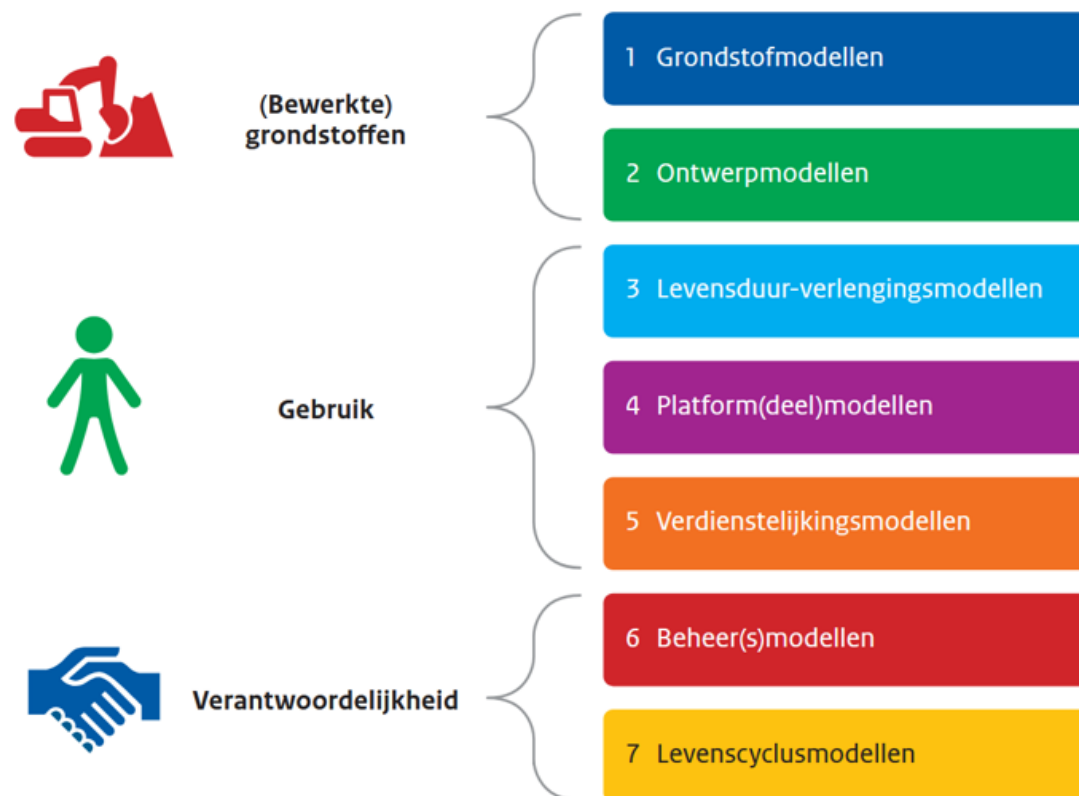 (Bewerkte)
grondstoffen
1 Grondstofmodellen
2 Ontwerpmodellen
Gebruik
3 Levensduur-verlengingsmodellen
4 Platform(deel)modellen
5 Verdienstelijkingsmodellen
Verantwoordelijkheid
6 Beheer(s)modellen
7 Levenscyclusmodellen